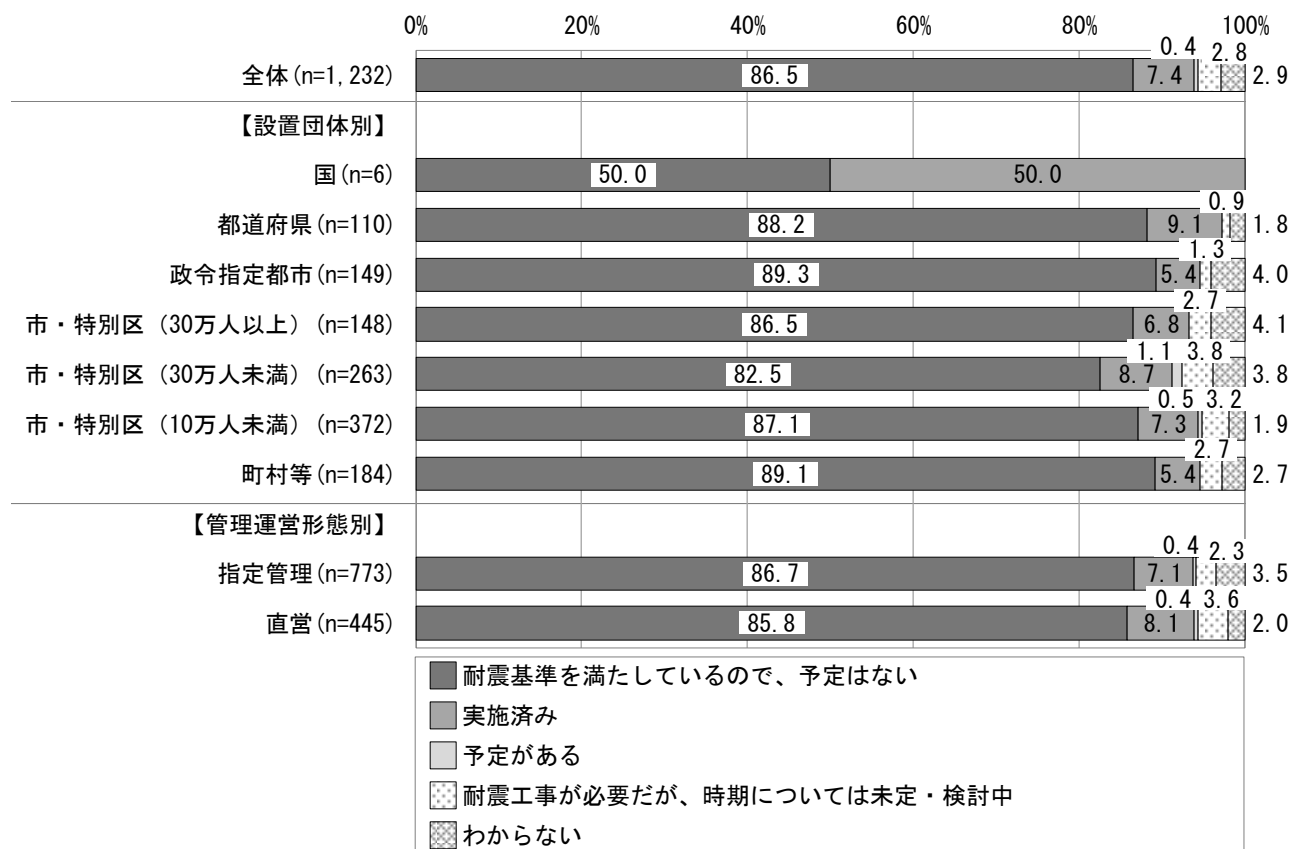 0% 20% 40% 60% 80% 100%
0.4 2.8
全体(n=1,232) 86.5 7.4 2.9
【設置団体別】
国(n=6) 50.0 50.0
0.9
都道府県(n=110) 88.2 9.1 1.8
1.3
政令指定都市(n=149) 89.3 5.4 4.0
2.7
市・特別区（30万人以上）(n=148) 86.5 6.8 4.1
1.1 3.8
市・特別区（30万人未満）(n=263) 82.5 8.7 3.8
0.5 3.2
市・特別区（10万人未満）(n=372) 87.1 7.3 1.9
2.7
町村等(n=184) 89.1 5.4 2.7
【管理運営形態別】
0.4 2.3
指定管理(n=773) 86.7 7.1 3.5
0.4 3.6
直営(n=445) 85.8 8.1 2.0
耐震基準を満たしているので、予定はない
実施済み
予定がある
耐震工事が必要だが、時期については未定・検討中
わからない